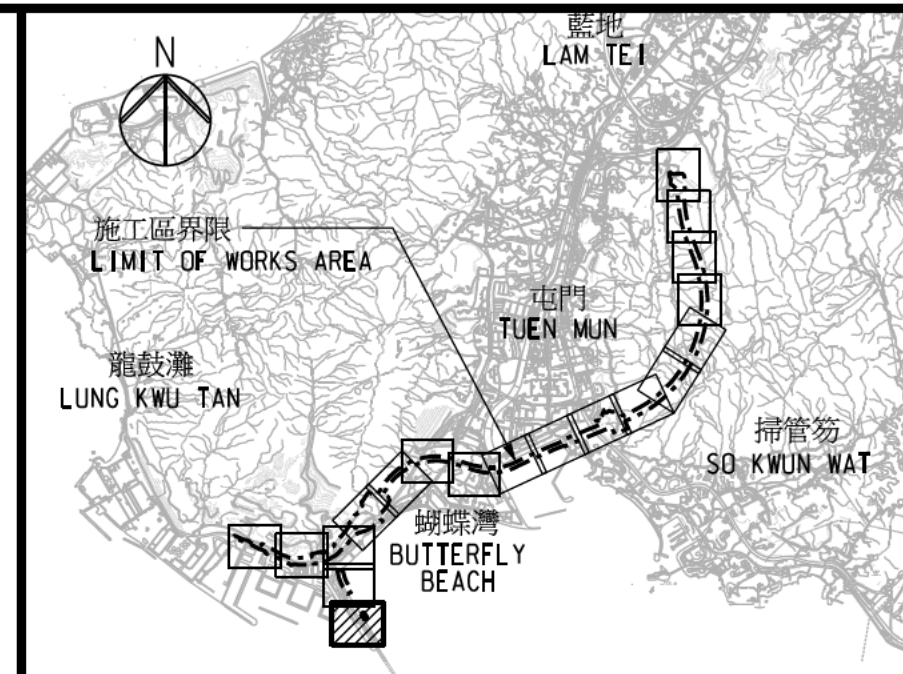 藍地
LAM TEI
N
施工區界限
LIMIT OF WORKS AREA
屯門
TUEN MUN
龍鼓灘
LUNG KWU TAN
掃管笏
SO KWUN WAT
蝴蝶灣
BUTTERFLY
BEACH